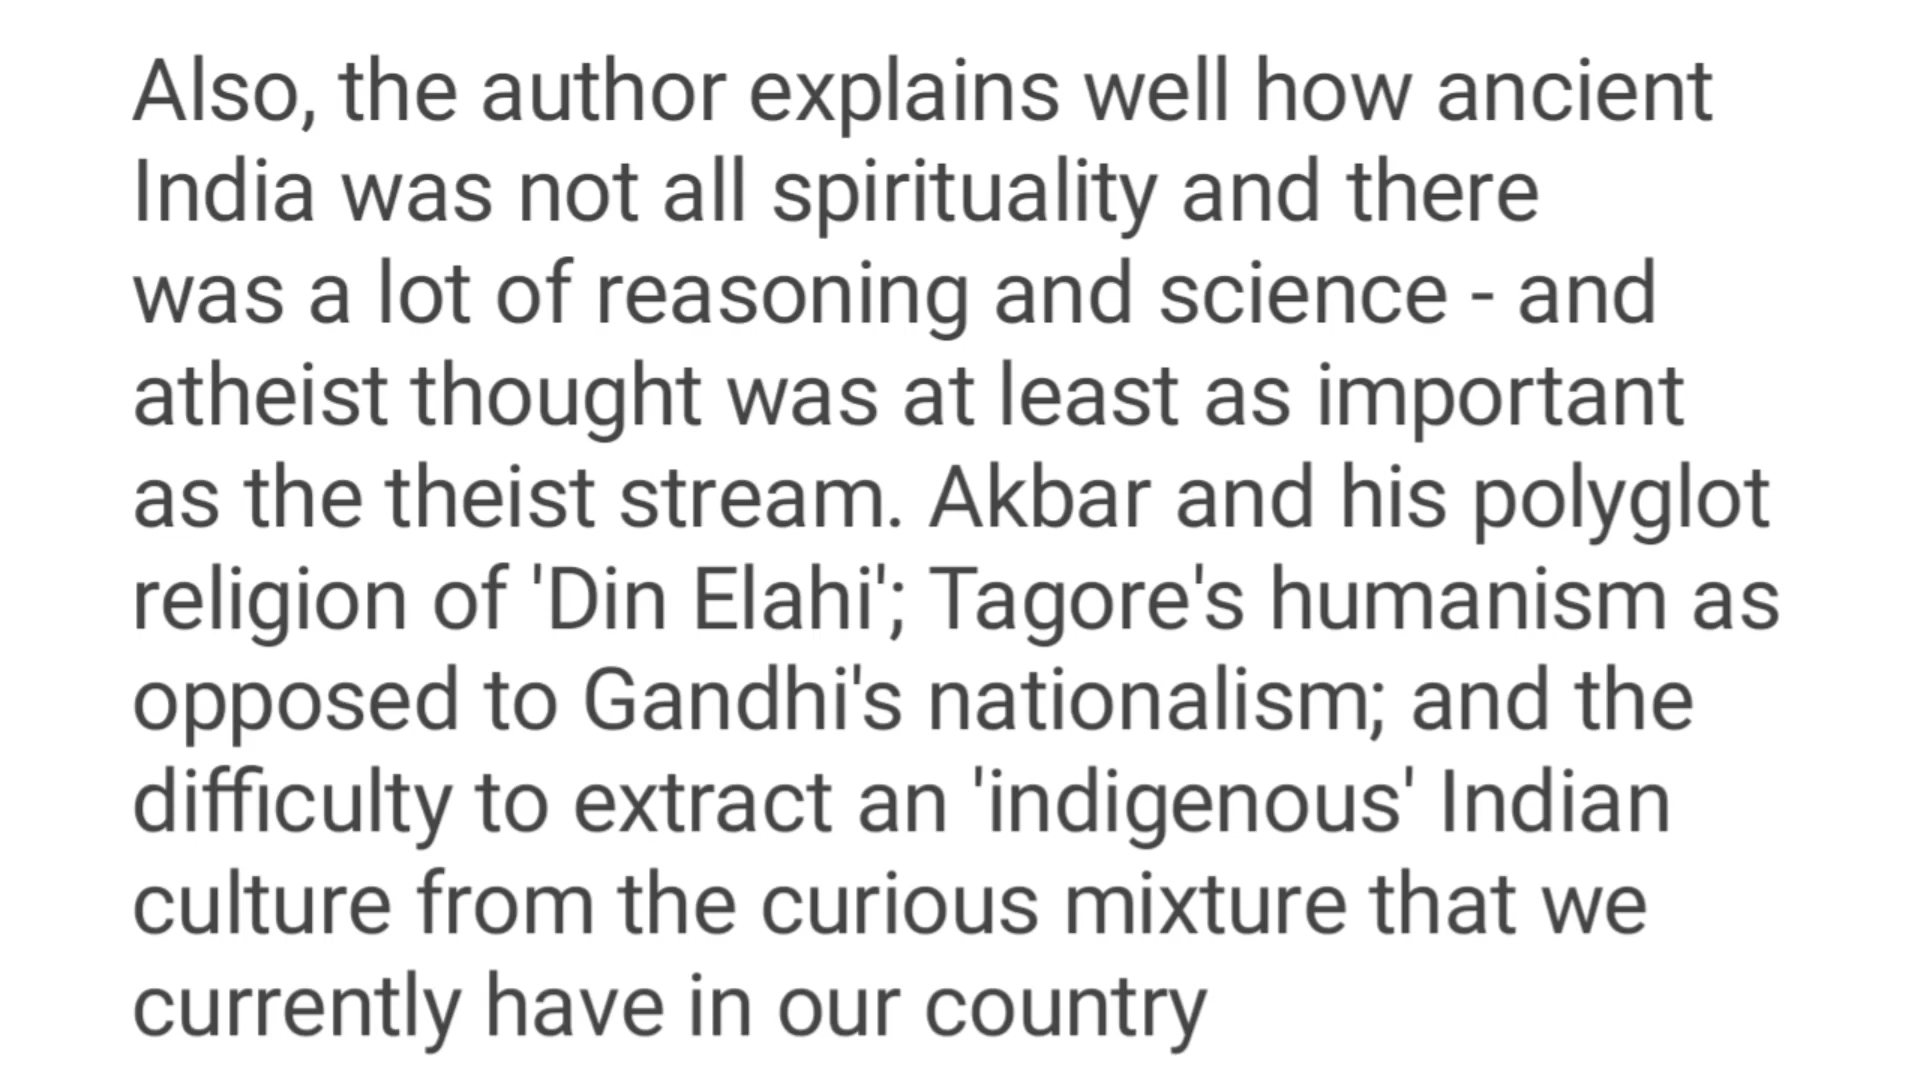 Also, the author explains well how ancient
India was not all spirituality and there
was a lot of reasoning and science - and
atheist thought was at least as important
as the theist stream. Akbar and his polyglot
religion of 'Din Elahi'; Tagore's humanism as
opposed to Gandhi's nationalism; and the
difficulty to extract an 'indigenous' Indian
culture from the curious mixture that we
currently have in our country